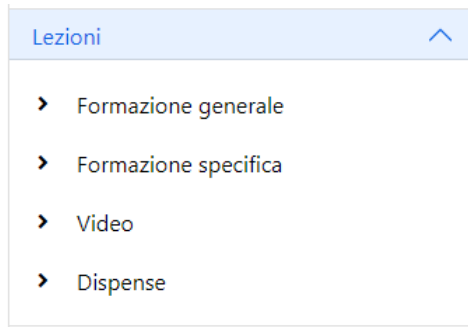 Lezioni
Formazione generale
Formazione specifica
Video
Dispense